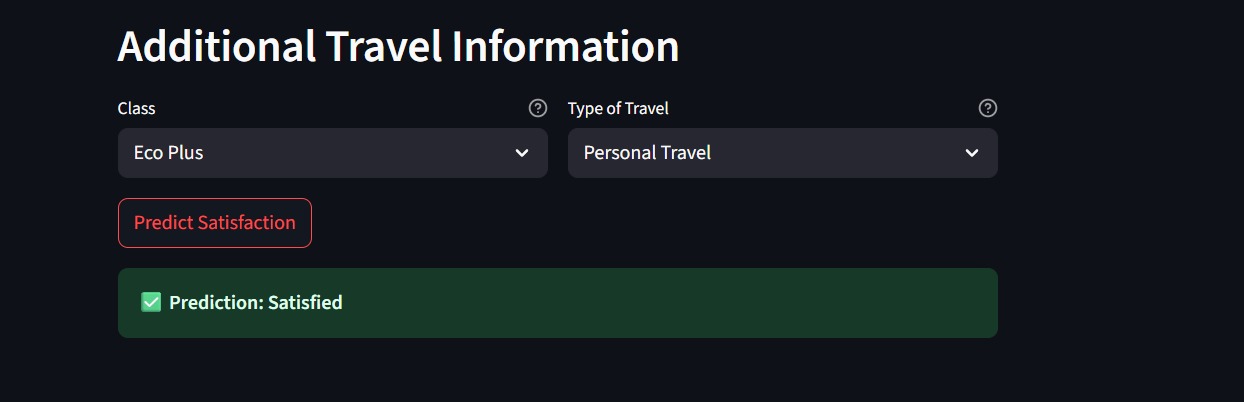 Additional Travel Information
Class
Type of Travel
Eco Plus
Personal Travel
Predict Satisfaction
✅ Prediction: Satisfied